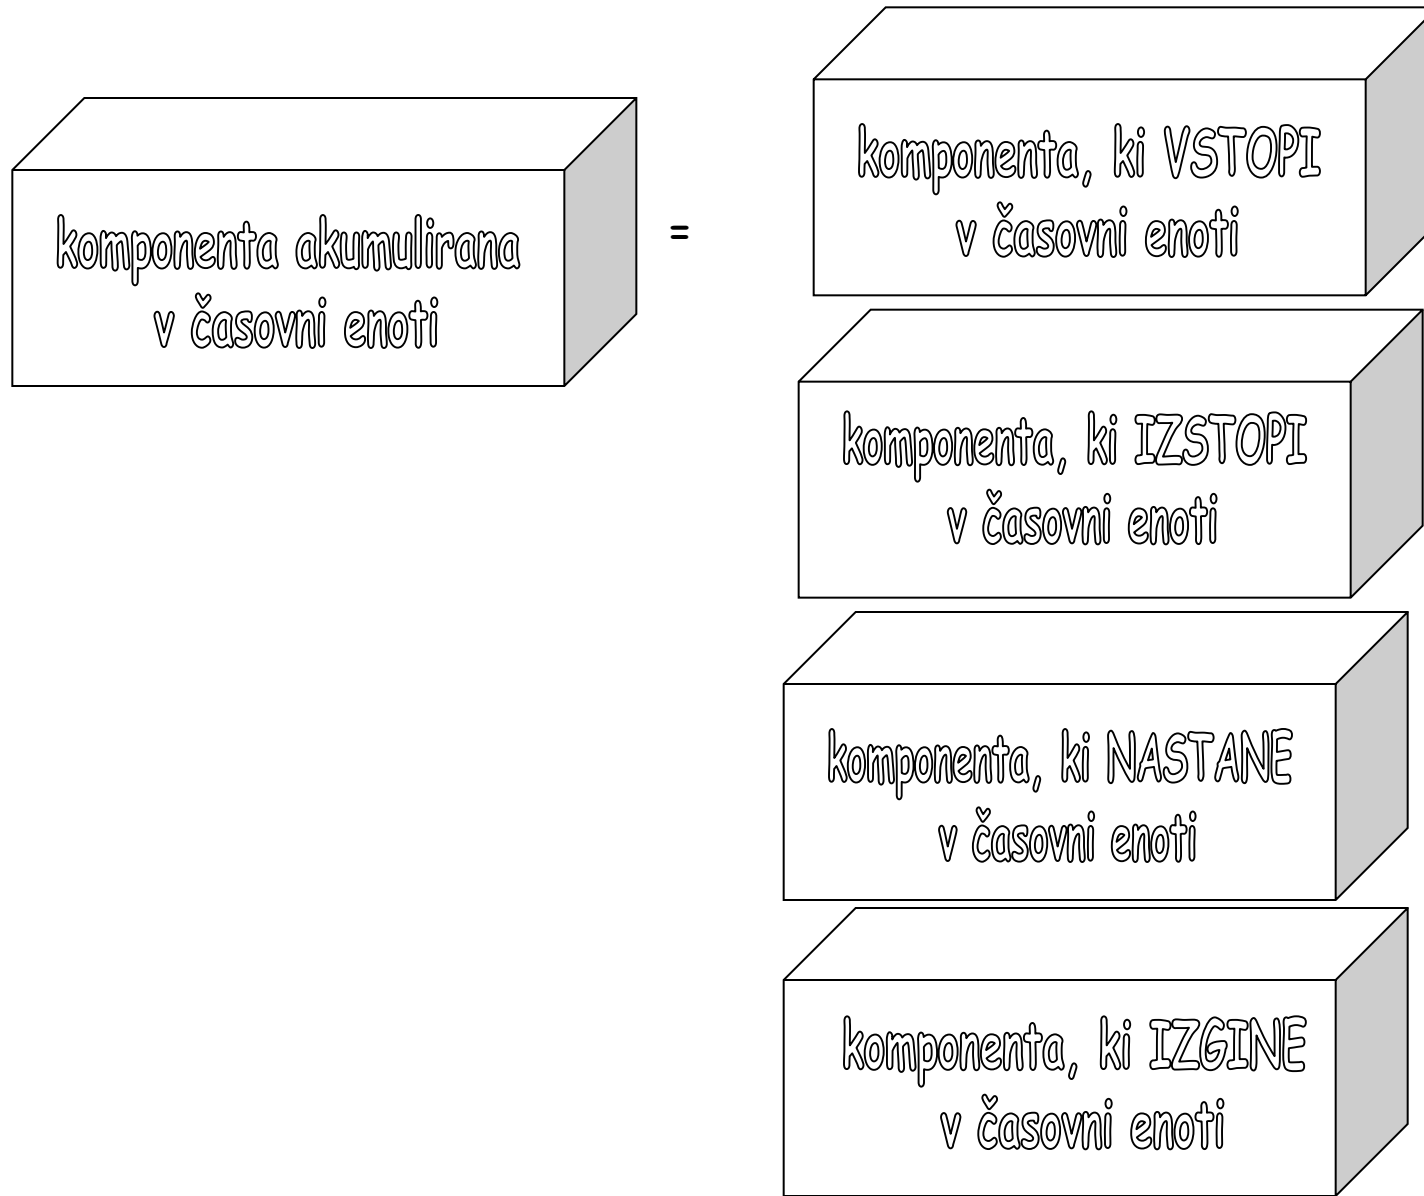 komponenta akumulirana
v časovni enoti
=
komponenta, ki VSTOPI
v časovni enoti
komponenta, ki IZSTOPI
v časovni enoti
komponenta, ki NASTANE
v časovni enoti
komponenta, ki IZGINE
v časovni enoti